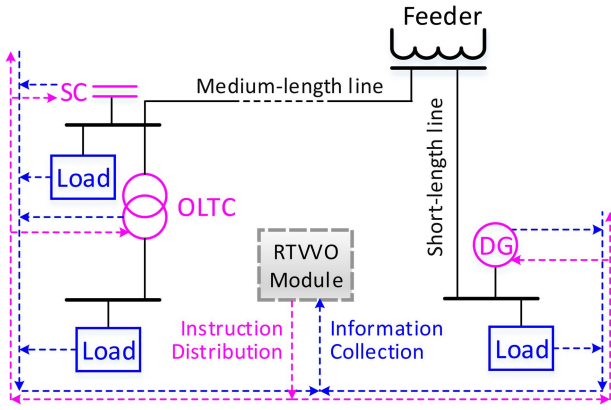 Feeder
Medium-length line
SC
Load
OLTC
Short-length line
DG
RTVVO
Module
Instruction
Distribution
Information
Collection
Load
Load